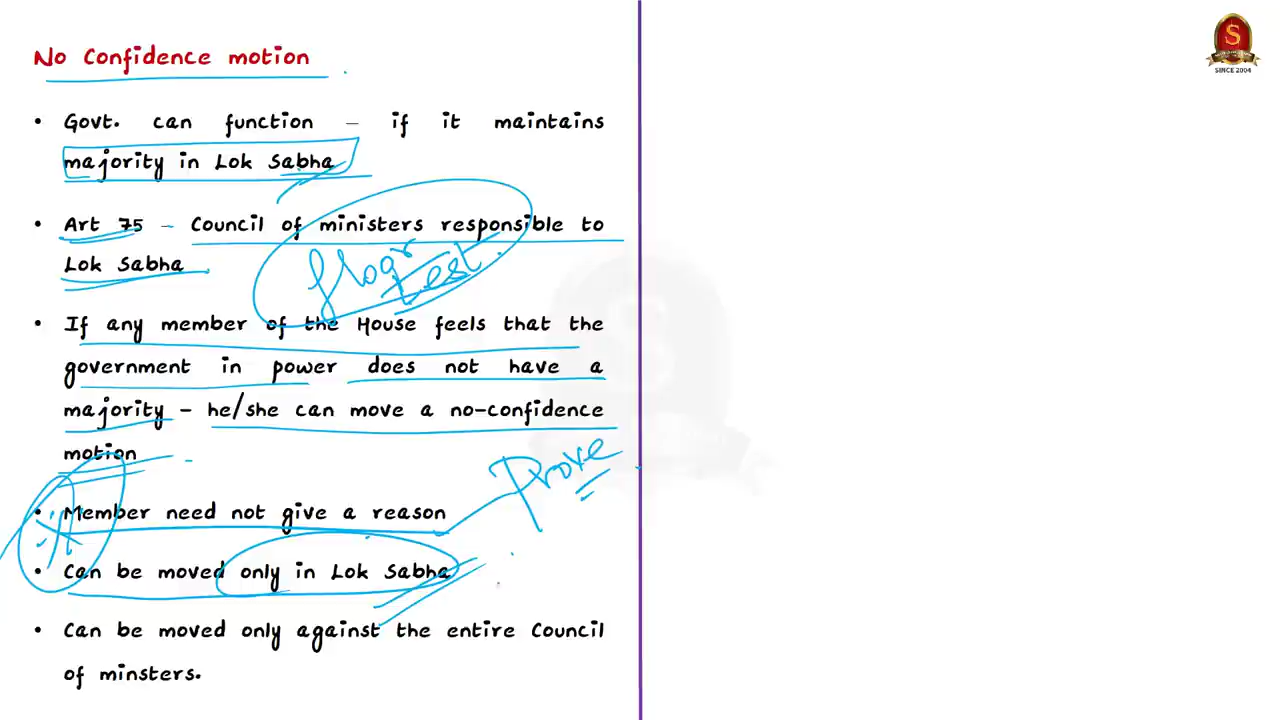 No Confidence motion
• Govt. can function – if it maintains
majority in Lok Sabha
• Art 75 – Council of ministers responsible to
Lok Sabha
floor
test
• If any member of the House feels that the
government in power does not have a
majority – he/she can move a no-confidence
motion
Prove
• Member need not give a reason
• Can be moved only in Lok Sabha
• Can be moved only against the entire Council
of minsters.
S
SINCE 2004